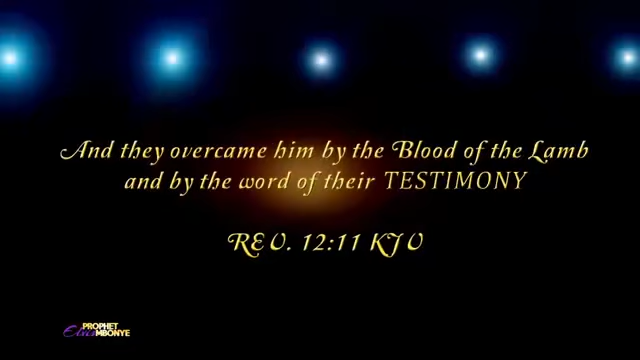 And they overcame him by the Blood of the Lamb
and by the word of their TESTIMONY
REV. 12:11 KJV
PROPHET
Elvis MBONYE